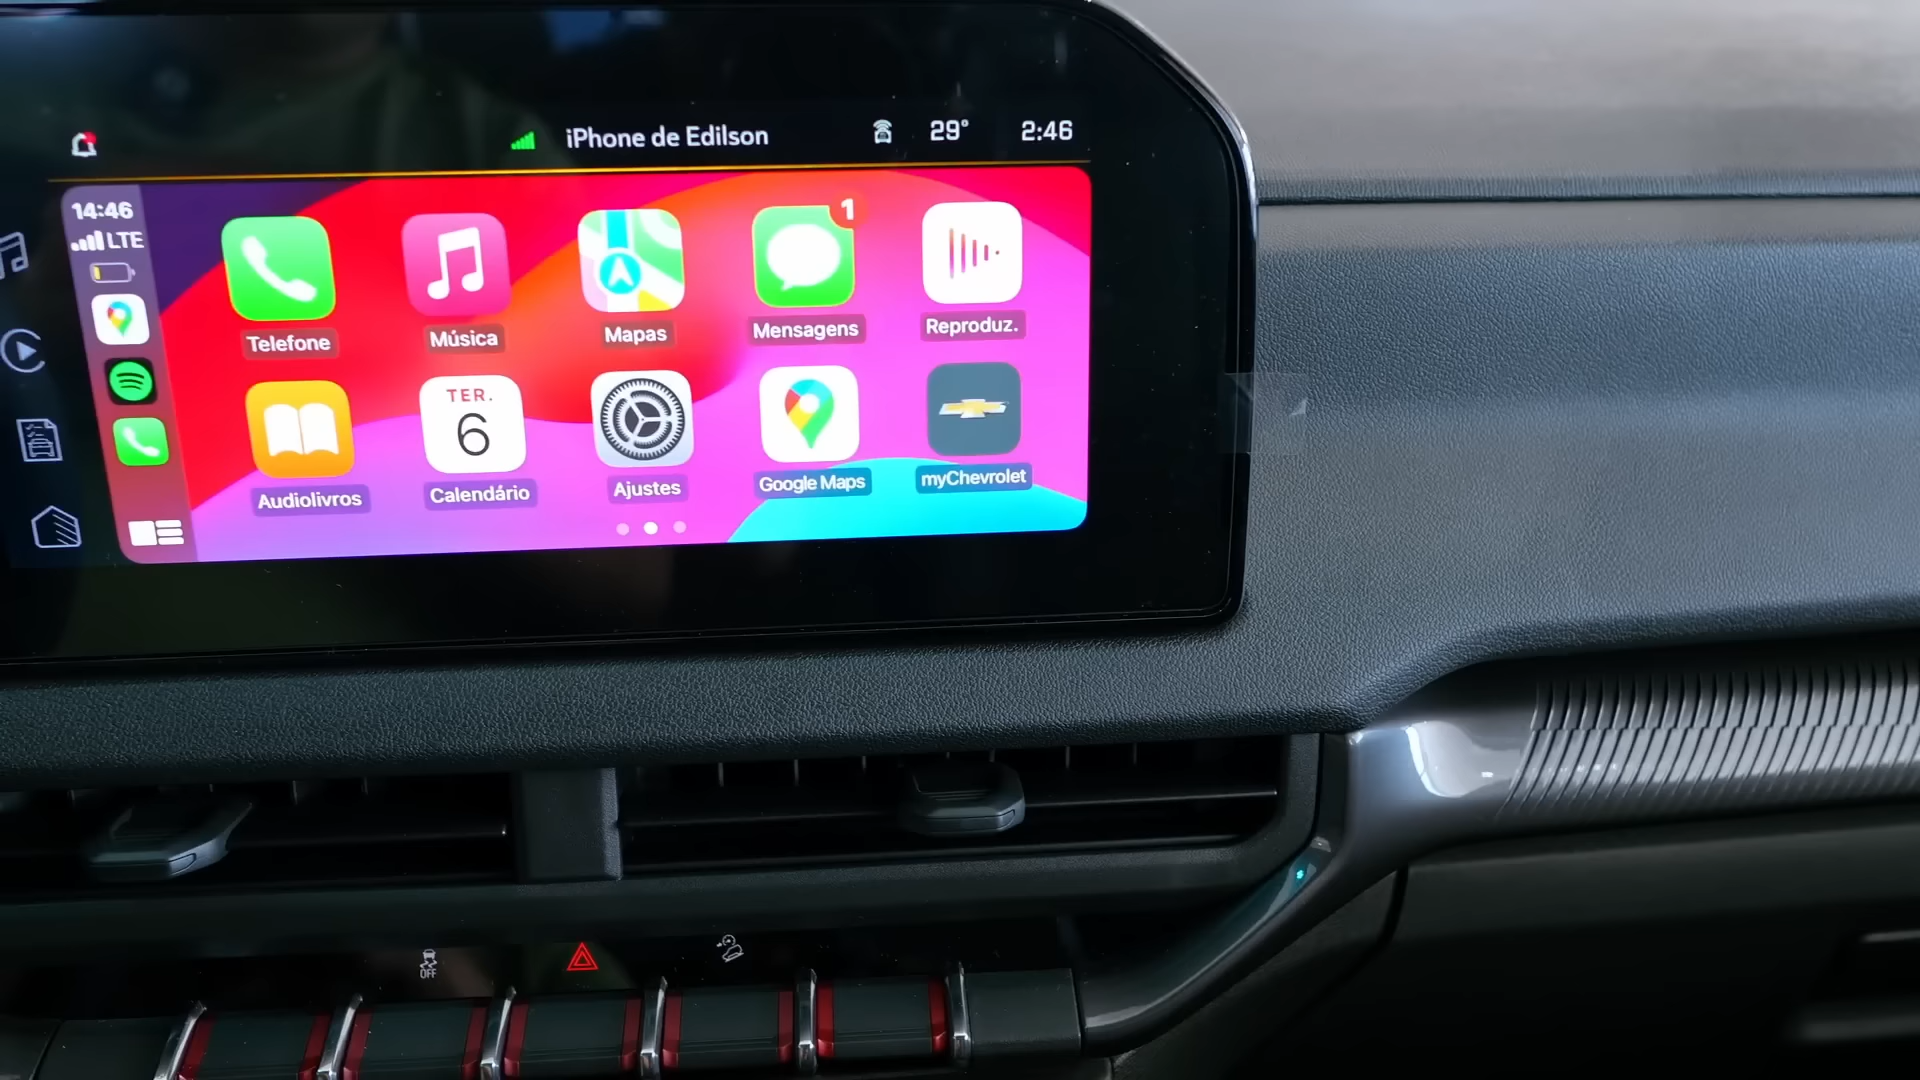 iPhone de Edilson
29°
2:46
14:46
LTE
1
Telefone
Música
Mapas
Mensagens
Reproduz.
TER.
6
Audiolivros
Calendário
Ajustes
Google Maps
myChevrolet
OFF